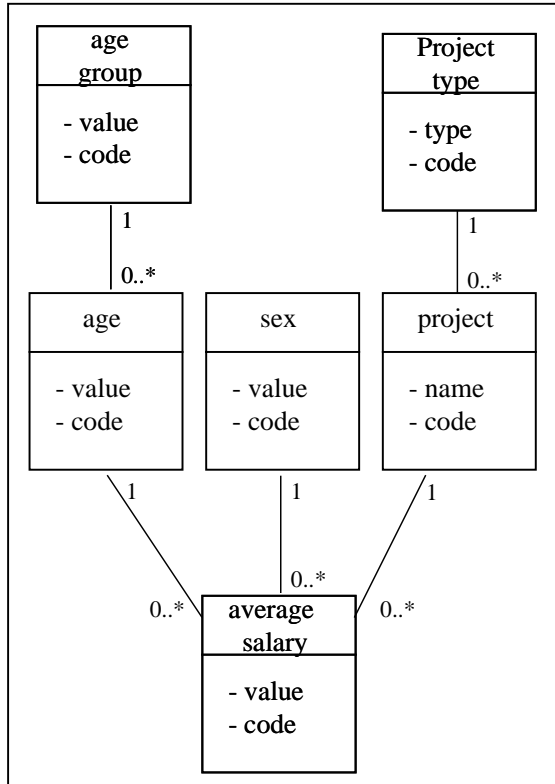 age
group
- value
- code
Project
type
- type
- code
1
0..*
1
0..*
age
- value
- code
sex
- value
- code
project
- name
- code
1
1
1
0..*
0..*
0..*
average
salary
- value
- code